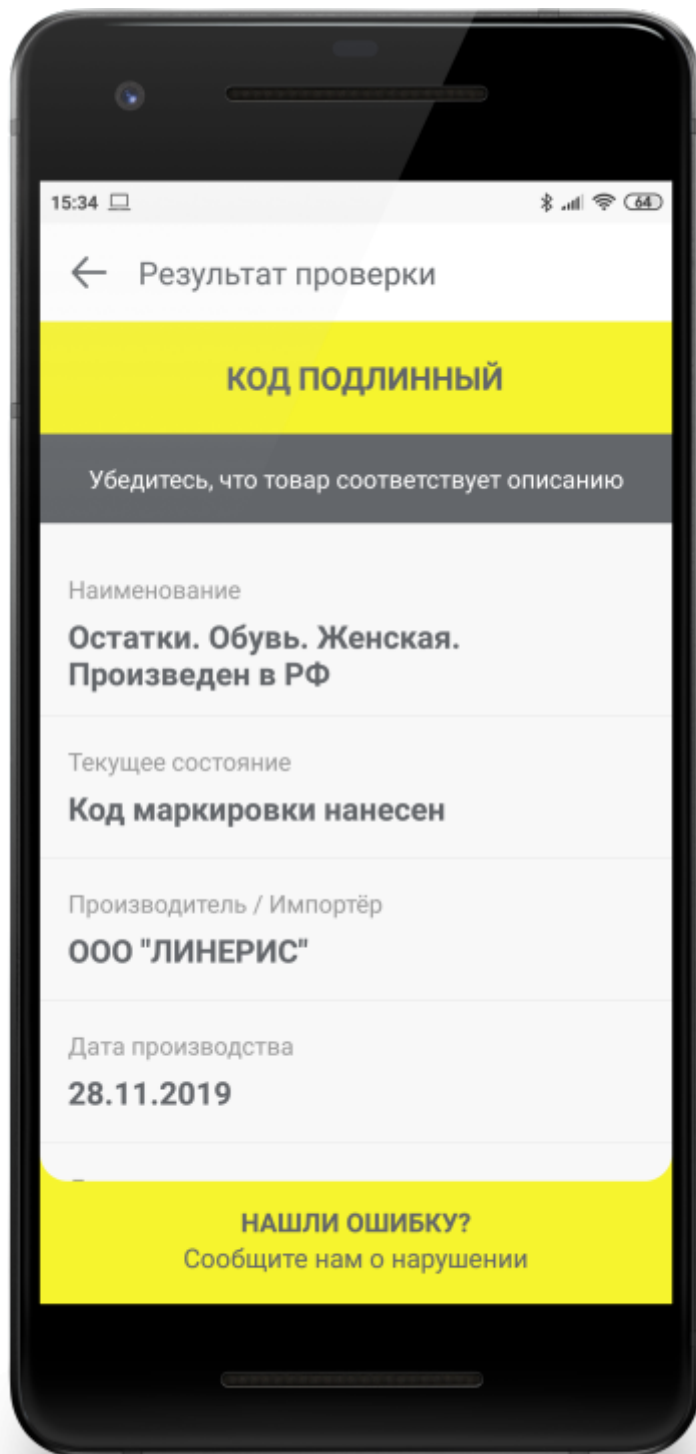 15:34
64
Результат проверки
КОД ПОДЛИННЫЙ
Убедитесь, что товар соответствует описанию
Наименование
Остатки. Обувь. Женская.
Произведен в РФ
Текущее состояние
Код маркировки нанесен
Производитель / Импортёр
ООО "ЛИНЕРИС"
Дата производства
28.11.2019
НАШЛИ ОШИБКУ?
Сообщите нам о нарушении